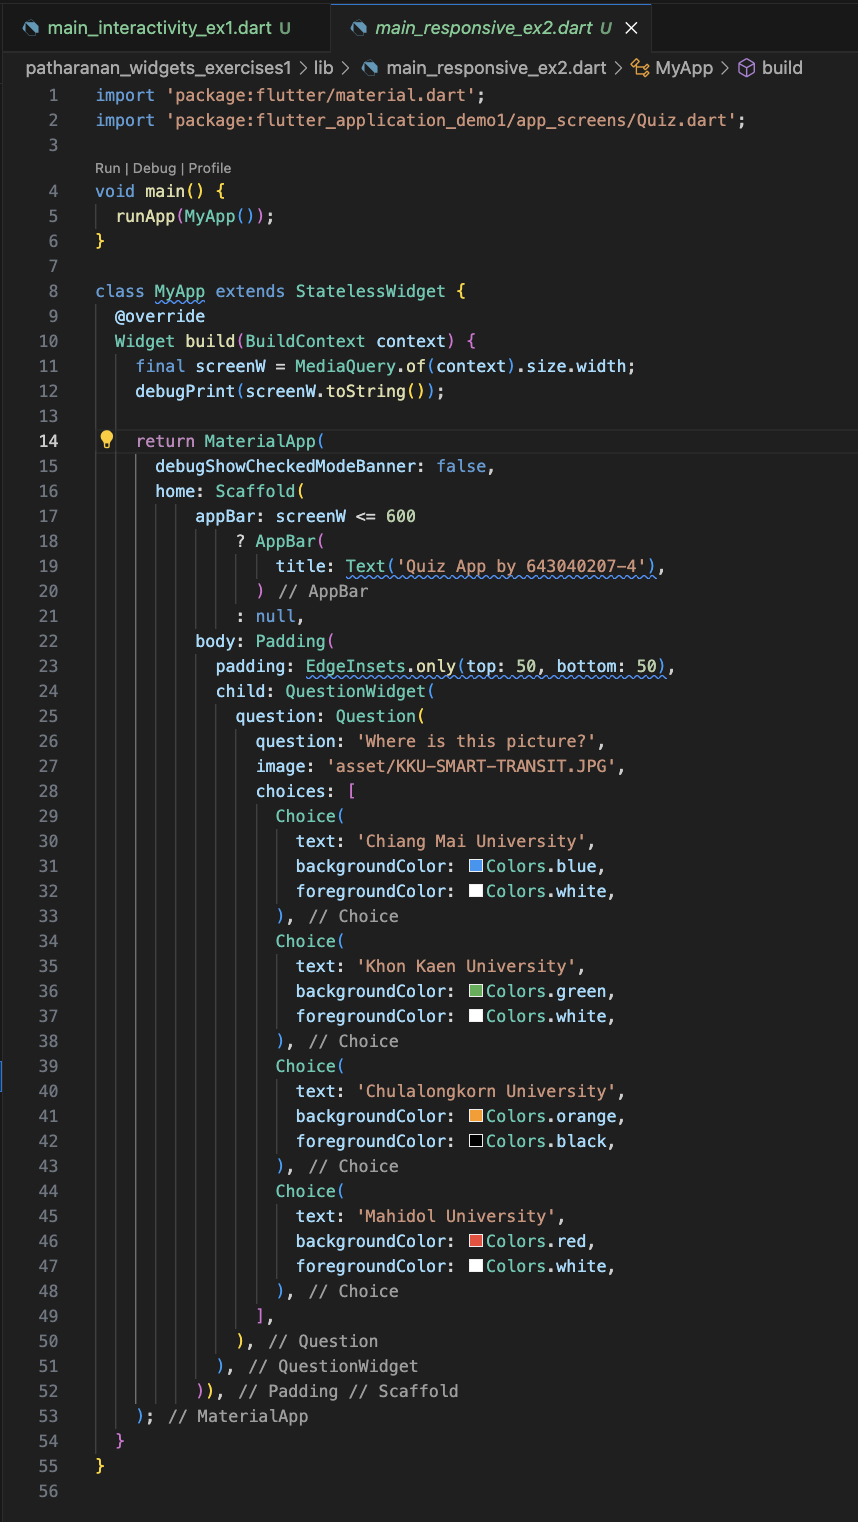 main_interactivity_ex1.dart U
main_responsive_ex2.dart U
patharanan_widgets_exercises1 > lib > main_responsive_ex2.dart > MyApp > build
1 import 'package:flutter/material.dart';
2 import 'package:flutter_application_demo1/app_screens/Quiz.dart';
3
Run | Debug | Profile
4 void main() {
5   runApp(MyApp());
6 }
7
8 class MyApp extends StatelessWidget {
9   @override
10   Widget build(BuildContext context) {
11     final screenW = MediaQuery.of(context).size.width;
12     debugPrint(screenW.toString());
13
14     return MaterialApp(
15       debugShowCheckedModeBanner: false,
16       home: Scaffold(
17           appBar: screenW <= 600
18               ? AppBar(
19                   title: Text('Quiz App by 643040207-4'),
20                 ) // AppBar
21               : null,
22           body: Padding(
23             padding: EdgeInsets.only(top: 50, bottom: 50),
24             child: QuestionWidget(
25               question: Question(
26                 question: 'Where is this picture?',
27                 image: 'asset/KKU-SMART-TRANSIT.JPG',
28                 choices: [
29                   Choice(
30                     text: 'Chiang Mai University',
31                     backgroundColor: Colors.blue,
32                     foregroundColor: Colors.white,
33                   ), // Choice
34                   Choice(
35                     text: 'Khon Kaen University',
36                     backgroundColor: Colors.green,
37                     foregroundColor: Colors.white,
38                   ), // Choice
39                   Choice(
40                     text: 'Chulalongkorn University',
41                     backgroundColor: Colors.orange,
42                     foregroundColor: Colors.black,
43                   ), // Choice
44                   Choice(
45                     text: 'Mahidol University',
46                     backgroundColor: Colors.red,
47                     foregroundColor: Colors.white,
48                   ), // Choice
49                 ],
50               ), // Question
51             ), // QuestionWidget
52           )), // Padding // Scaffold
53     ); // MaterialApp
54   }
55 }
56